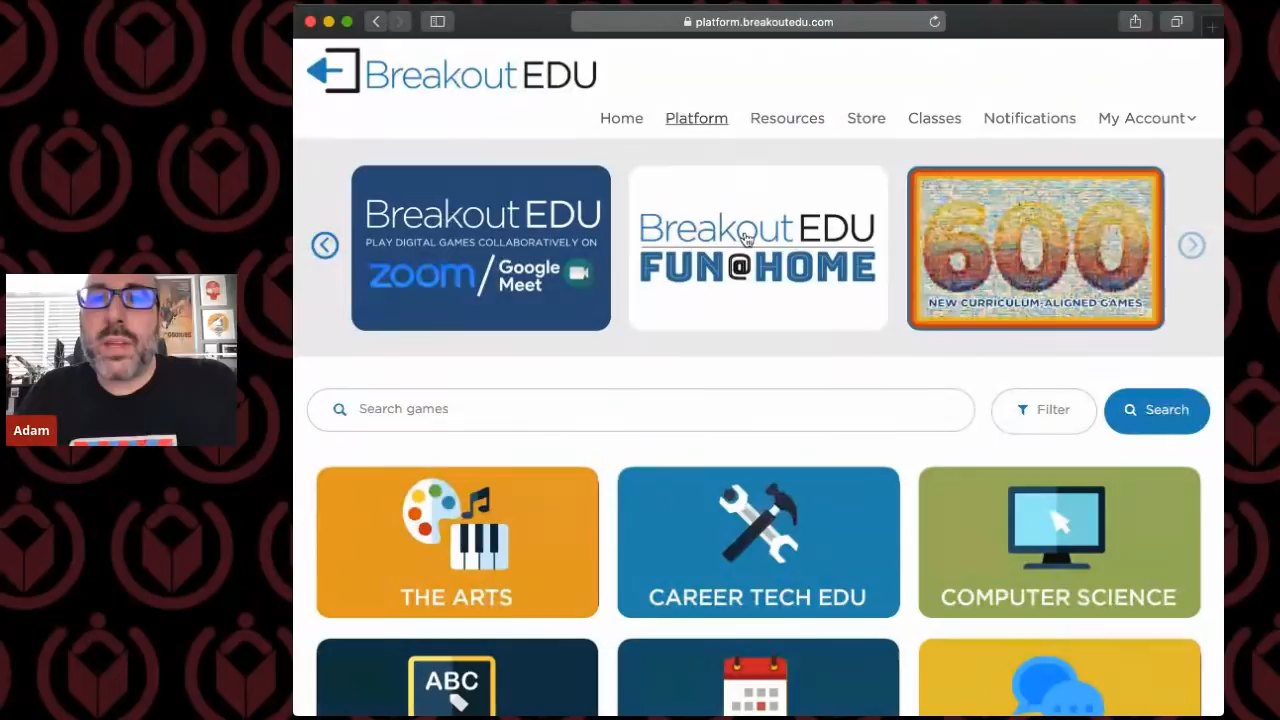 platform.breakoutedu.com
Breakout EDU
Home Platform Resources Store Classes Notifications My Account
Breakout EDU
PLAY DIGITAL GAMES COLLABORATIVELY ON
zoom / Google Meet
Breakout EDU
FUN@HOME
600
NEW CURRICULUM-ALIGNED GAMES
Search games
Filter
Search
Adam
THE ARTS
CAREER TECH EDU
COMPUTER SCIENCE
ABC